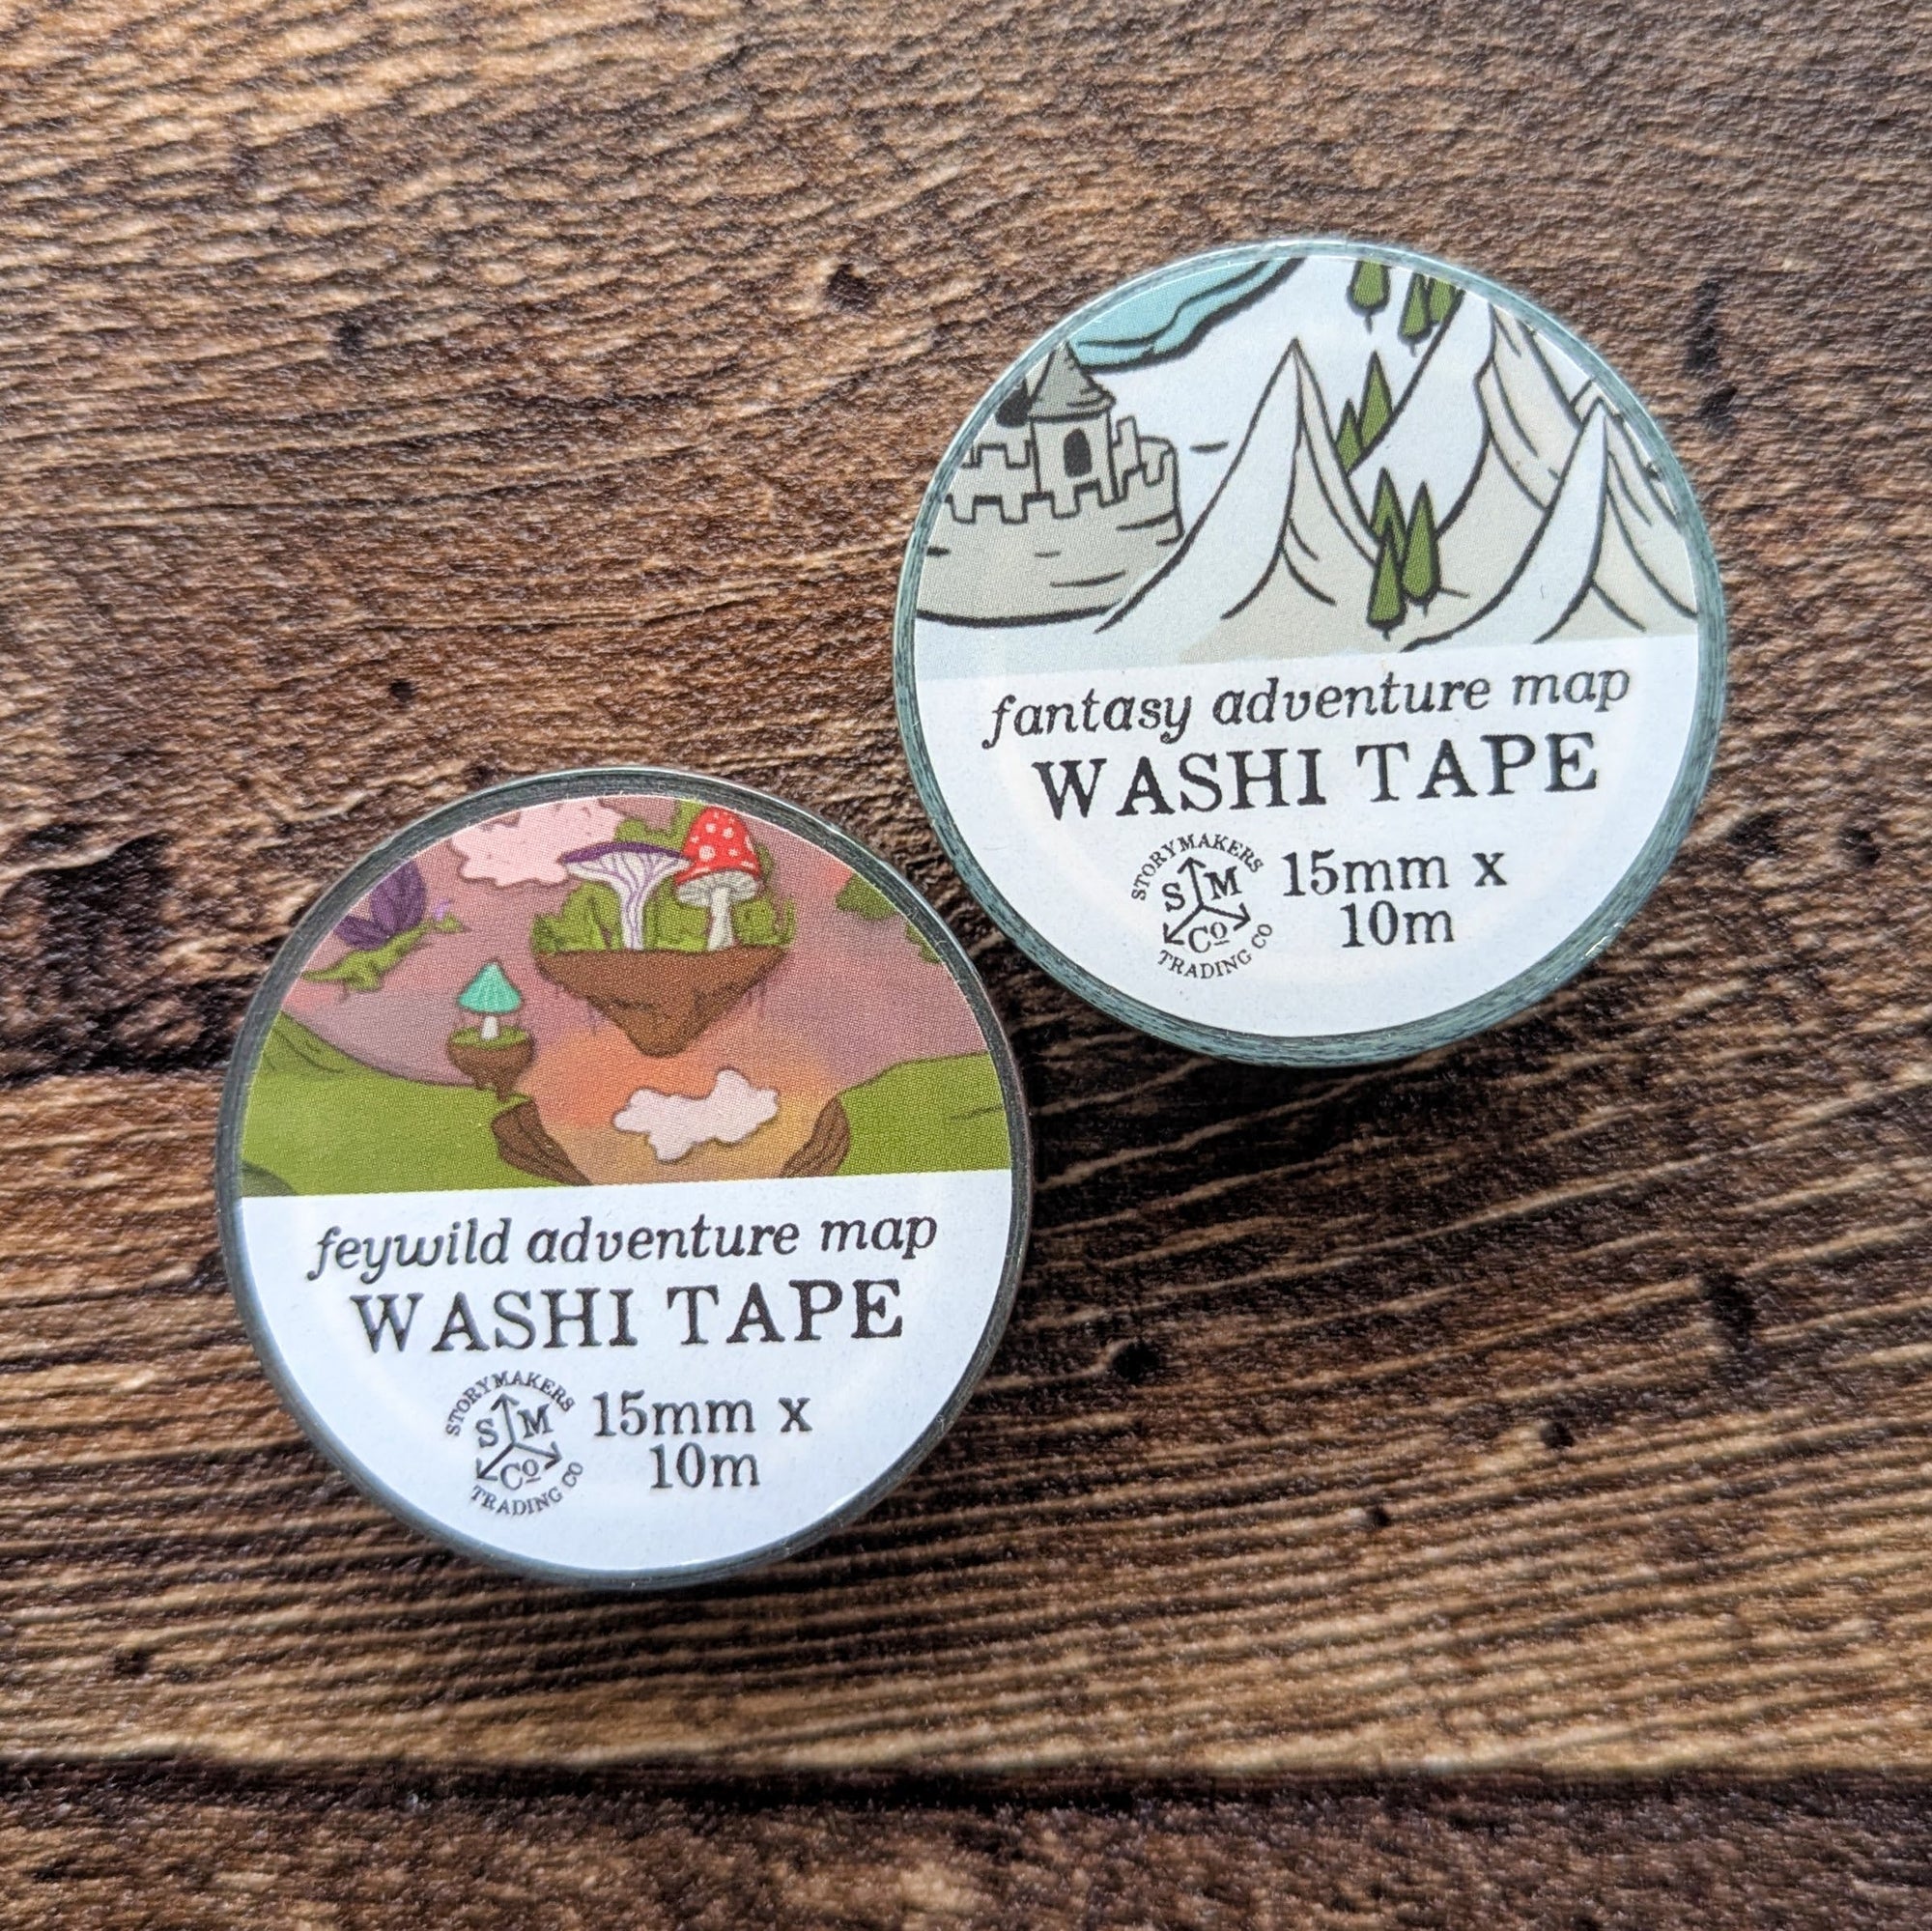 fantasy adventure map
WASHI TAPE
STORYMAKERS
S M
Co
TRADING CO
15mm x
10m
feywild adventure map
WASHI TAPE
STORYMAKERS
S M
Co
TRADING CO
15mm x
10m